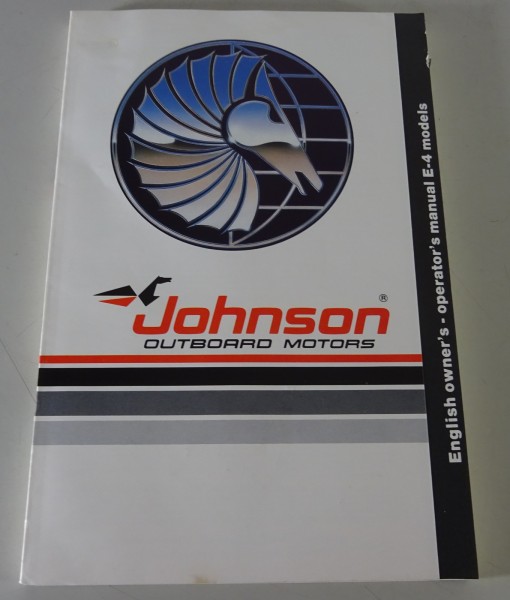 Johnson®
OUTBOARD MOTORS
English owner's - operator's manual E-4 models